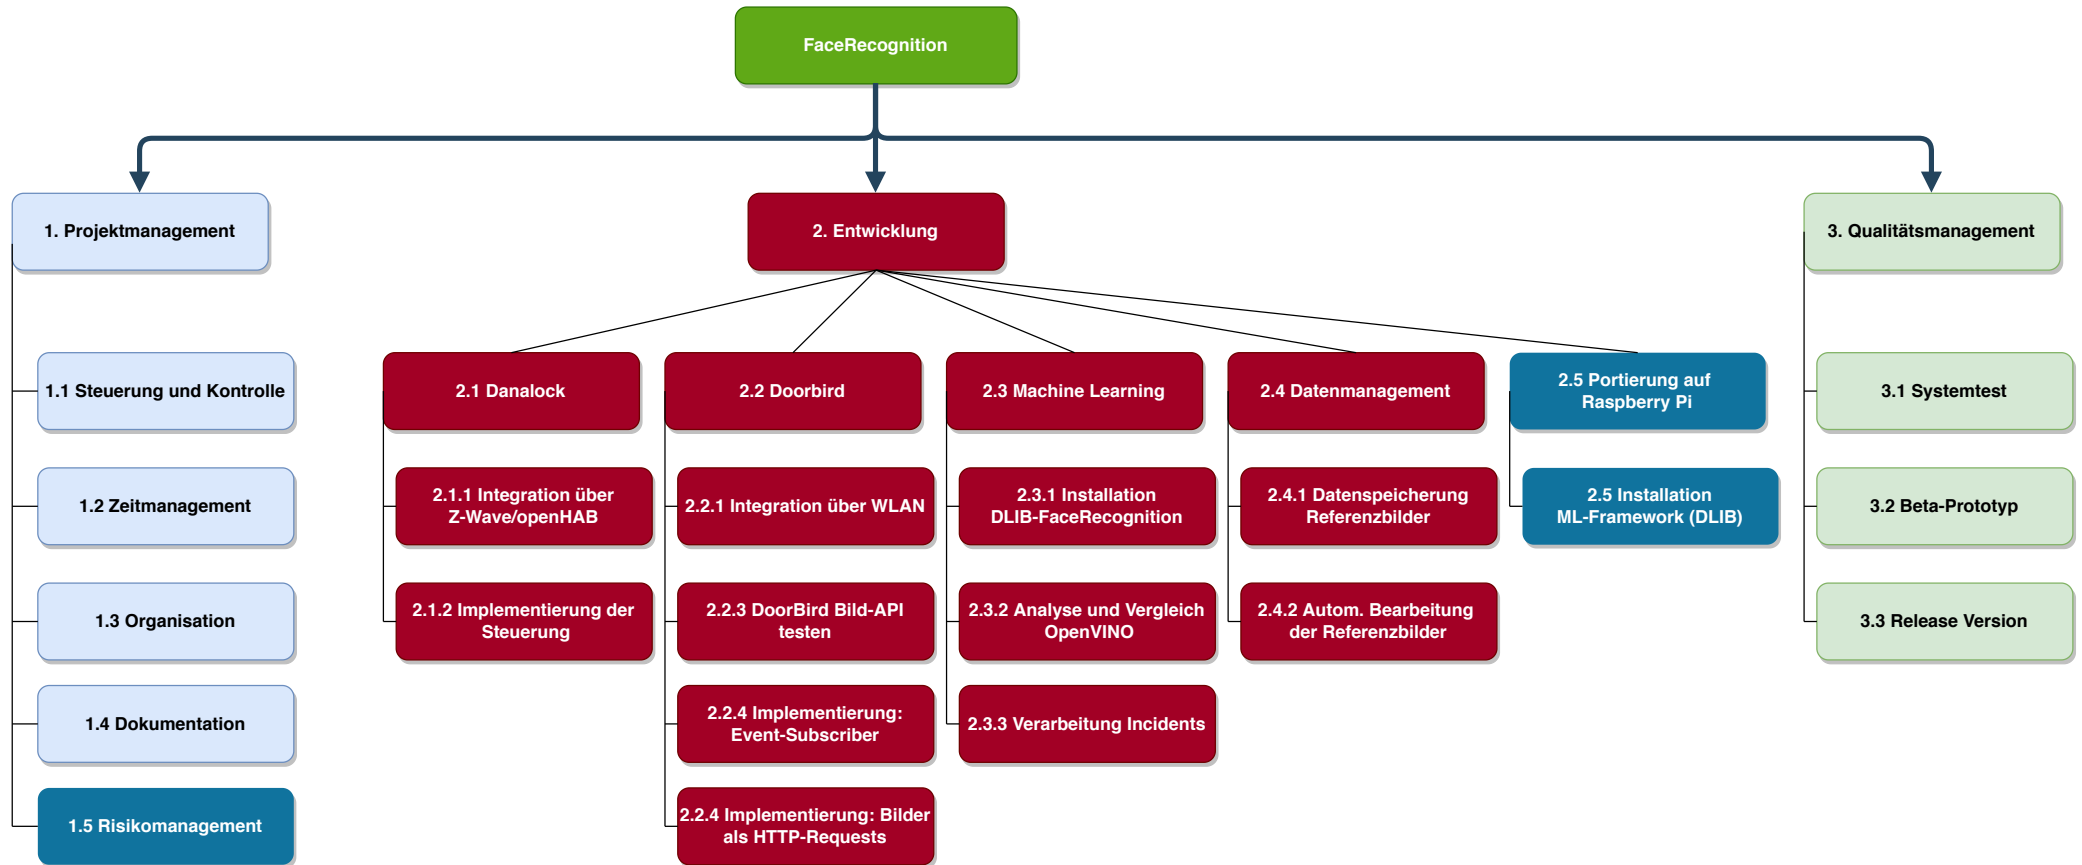 FaceRecognition
1. Projektmanagement
2. Entwicklung
3. Qualitätsmanagement
1.1 Steuerung und Kontrolle
1.2 Zeitmanagement
1.3 Organisation
1.4 Dokumentation
1.5 Risikomanagement
2.1 Danalock
2.1.1 Integration über
Z-Wave/openHAB
2.1.2 Implementierung der
Steuerung
2.2 Doorbird
2.2.1 Integration über WLAN
2.2.3 DoorBird Bild-API
testen
2.2.4 Implementierung:
Event-Subscriber
2.2.4 Implementierung: Bilder
als HTTP-Requests
2.3 Machine Learning
2.3.1 Installation
DLIB-FaceRecognition
2.3.2 Analyse und Vergleich
OpenVINO
2.3.3 Verarbeitung Incidents
2.4 Datenmanagement
2.4.1 Datenspeicherung
Referenzbilder
2.4.2 Autom. Bearbeitung
der Referenzbilder
2.5 Portierung auf
Raspberry Pi
2.5 Installation
ML-Framework (DLIB)
3.1 Systemtest
3.2 Beta-Prototyp
3.3 Release Version